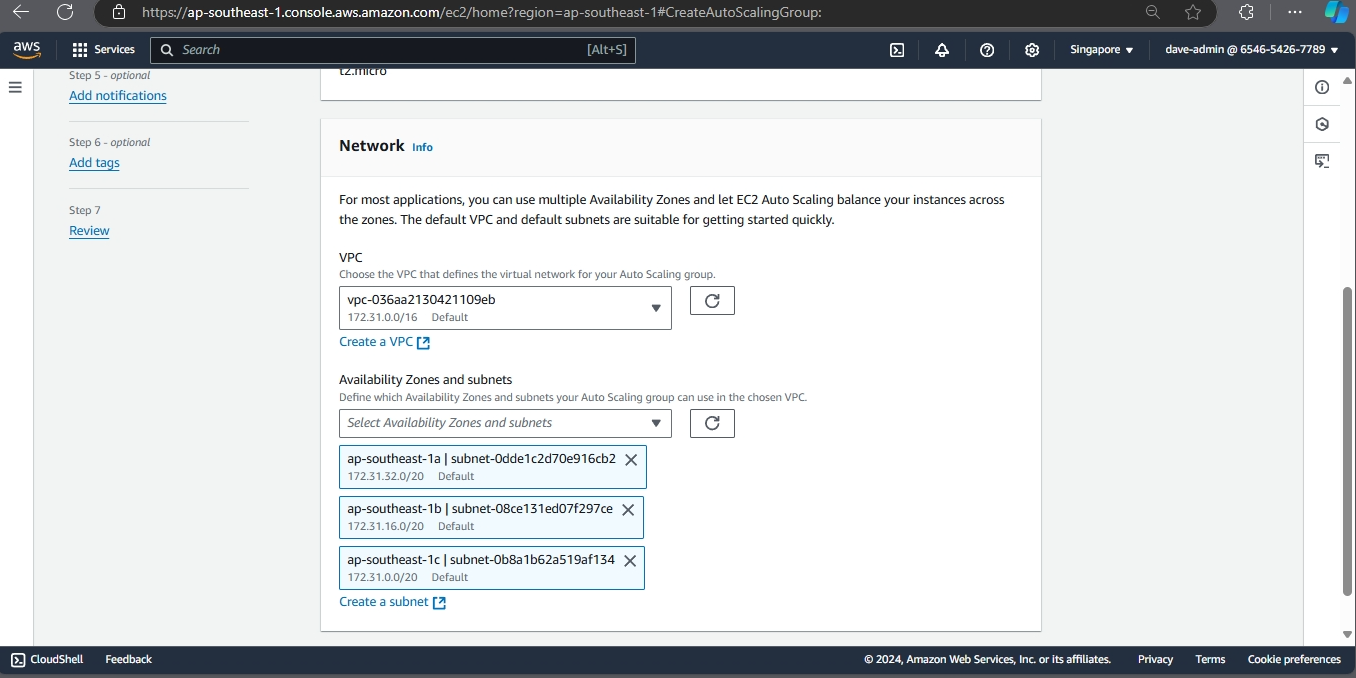 https://ap-southeast-1.console.aws.amazon.com/ec2/home?region=ap-southeast-1#CreateAutoScalingGroup:
aws
Services
Search
[Alt+S]
Singapore
dave-admin @ 6546-5426-7789
Step 5 - optional
Add notifications
Step 6 - optional
Add tags
Step 7
Review
t2.micro
Network Info
For most applications, you can use multiple Availability Zones and let EC2 Auto Scaling balance your instances across
the zones. The default VPC and default subnets are suitable for getting started quickly.
VPC
Choose the VPC that defines the virtual network for your Auto Scaling group.
vpc-036aa2130421109eb
172.31.0.0/16 Default
Create a VPC
Availability Zones and subnets
Define which Availability Zones and subnets your Auto Scaling group can use in the chosen VPC.
Select Availability Zones and subnets
ap-southeast-1a | subnet-0dde1c2d70e916cb2
172.31.32.0/20 Default
ap-southeast-1b | subnet-08ce131ed07f297ce
172.31.16.0/20 Default
ap-southeast-1c | subnet-0b8a1b62a519af134
172.31.0.0/20 Default
Create a subnet
CloudShell
Feedback
© 2024, Amazon Web Services, Inc. or its affiliates.
Privacy
Terms
Cookie preferences